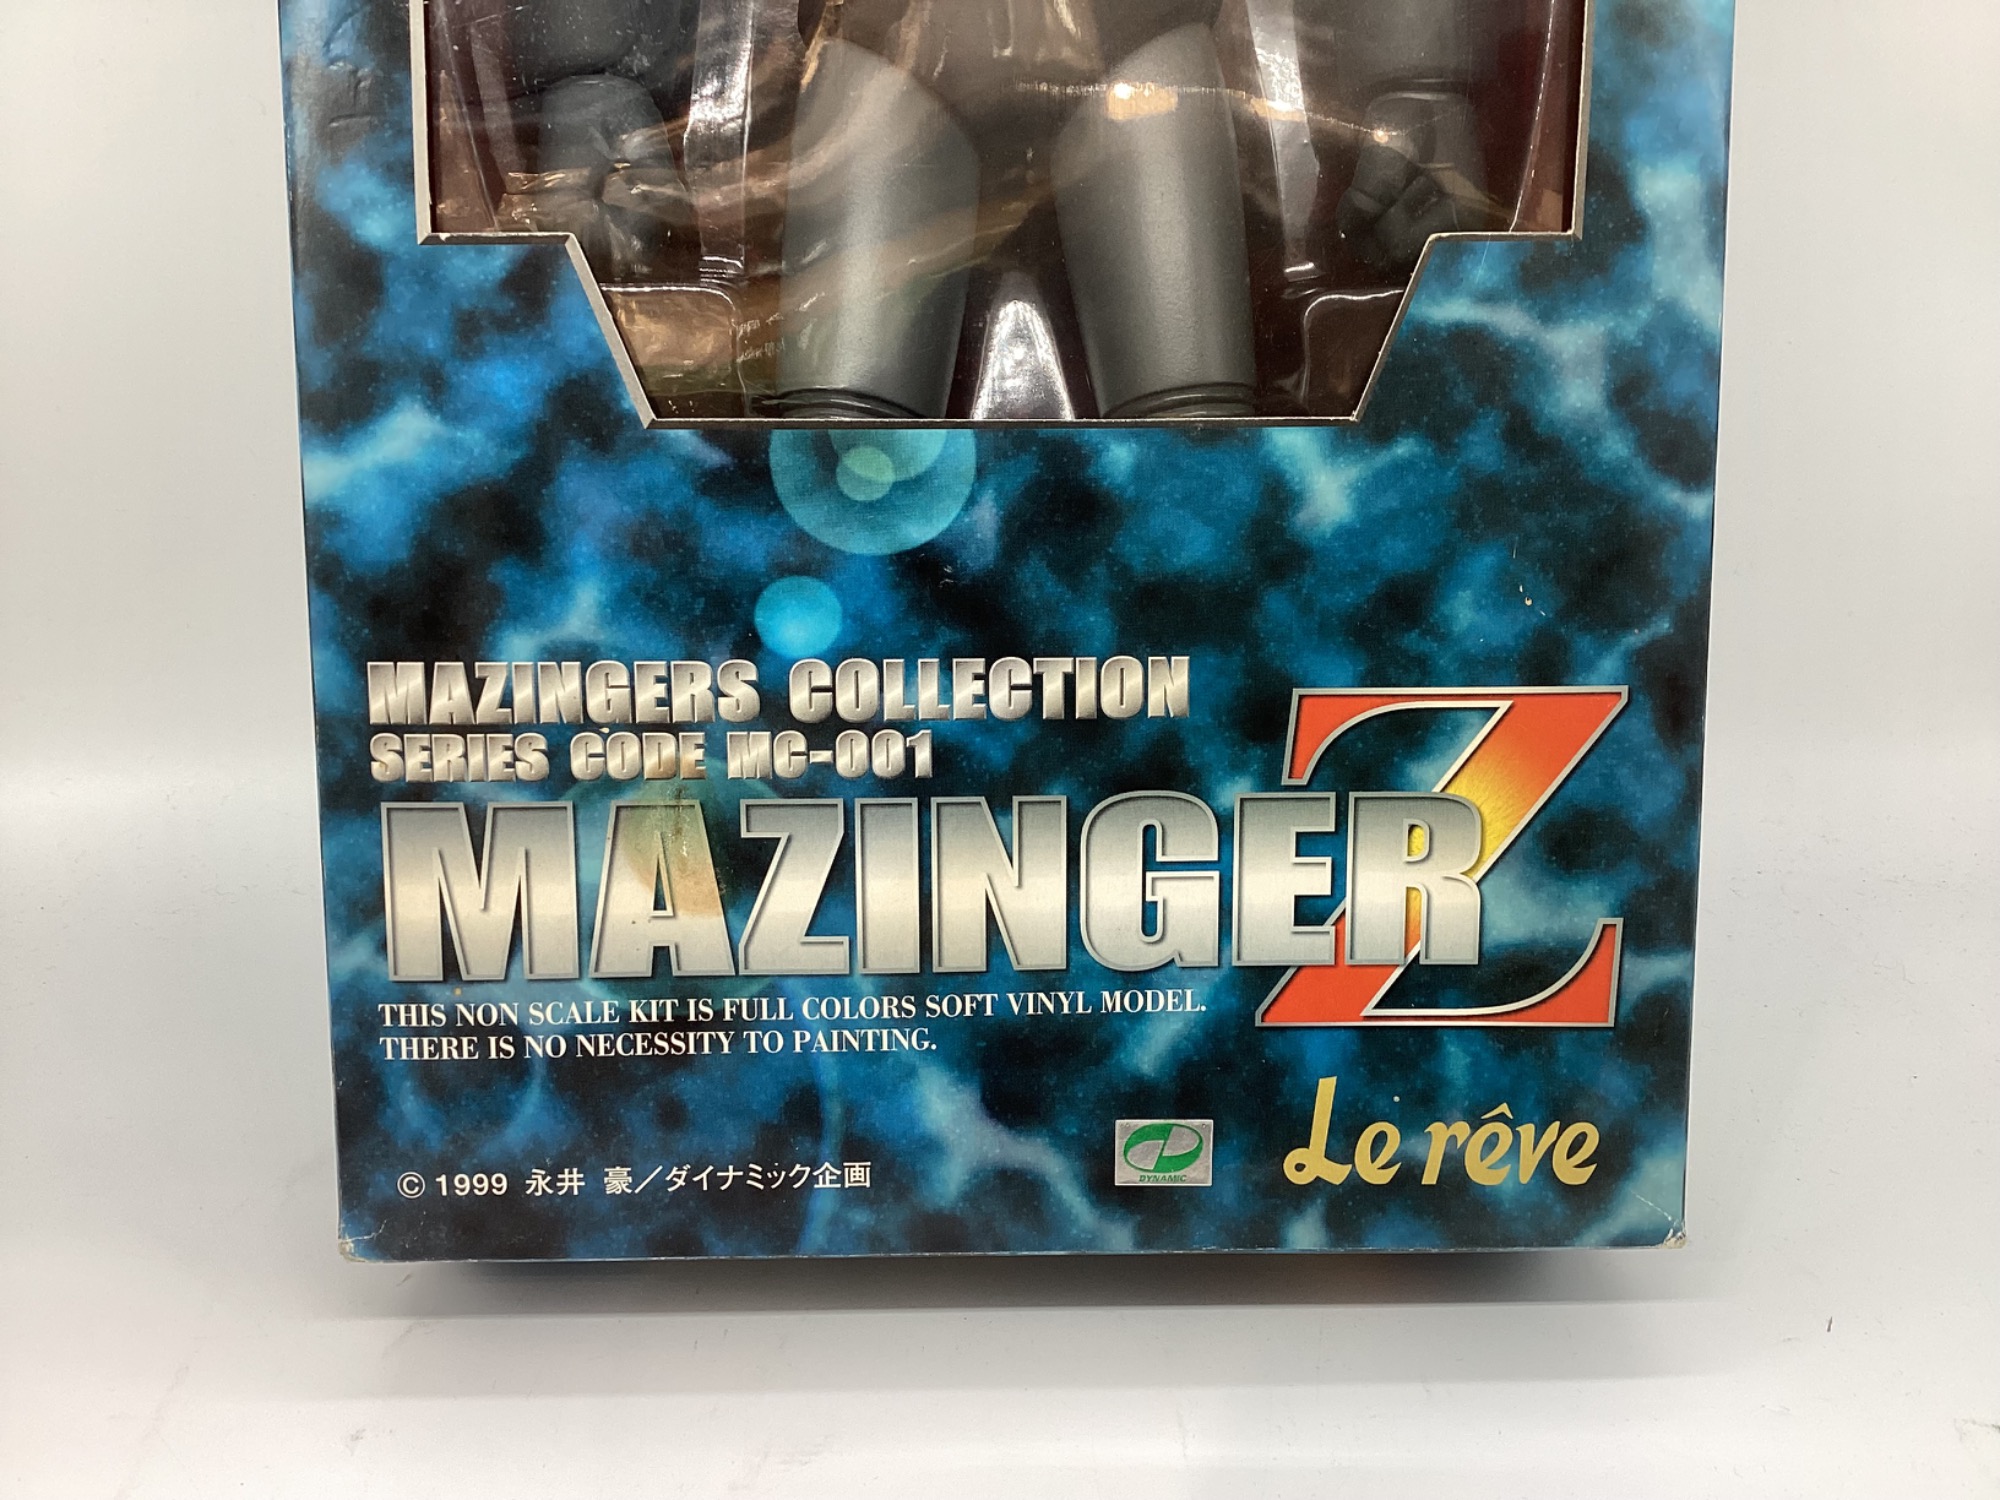 MAZINGERS COLLECTION
SERIES CODE MC-001
MAZINGER Z
THIS NON SCALE KIT IS FULL COLORS SOFT VINYL MODEL.
THERE IS NO NECESSITY TO PAINTING.
© 1999 永井 豪／ダイナミック企画
DYNAMIC
Le rêve